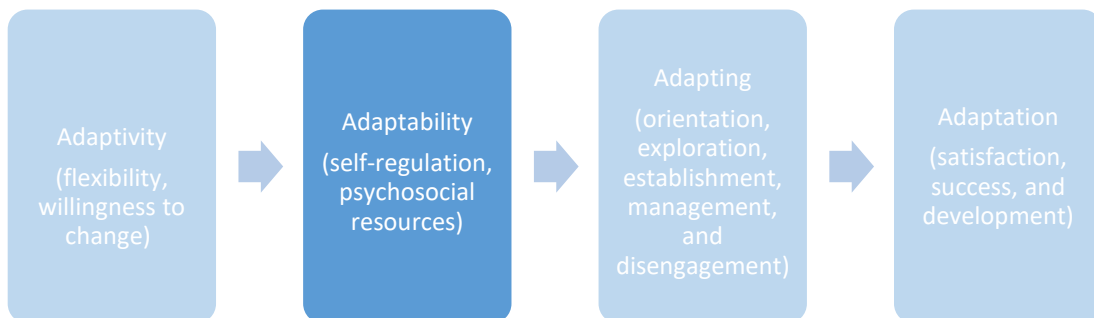 Adaptivity
(flexibility,
willingness to
change)
Adaptability
(self-regulation,
psychosocial
resources)
Adapting
(orientation,
exploration,
establishment,
management,
and
disengagement)
Adaptation
(satisfaction,
success, and
development)